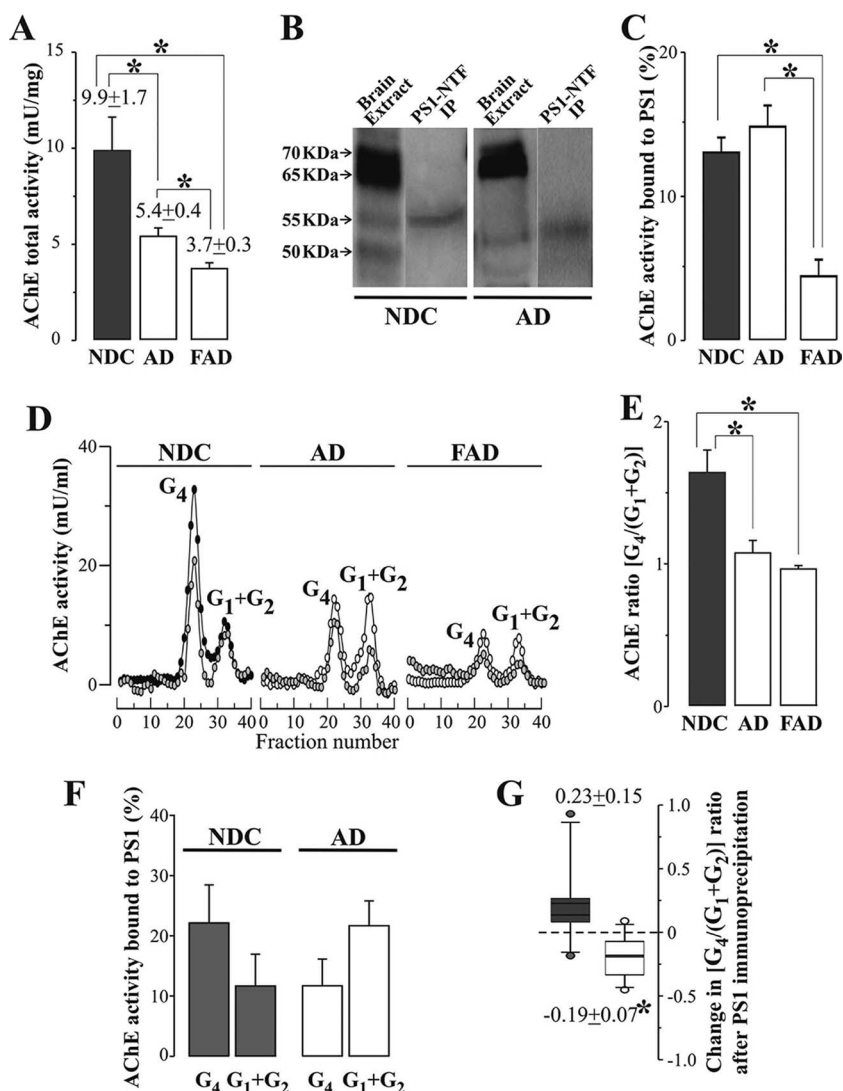 A
AChE total activity (mU/mg)
15
10
5
0
9.9±1.7
5.4±0.4
3.7±0.3
*
*
*
NDC AD FAD
B
Brain Extract
PS1-NTF IP
Brain Extract
PS1-NTF IP
70KDa→
65KDa→
55KDa→
50KDa→
NDC AD
C
AChE activity bound to PS1 (%)
20
10
0
*
*
NDC AD FAD
D
AChE activity (mU/ml)
40
20
0
NDC AD FAD
G4
G1+G2
G4
G1+G2
G4
G1+G2
0 10 20 30 40 0 10 20 30 40 0 10 20 30 40
Fraction number
E
AChE ratio [G4/(G1+G2)]
2
1
0
*
*
NDC AD FAD
F
AChE activity bound to PS1 (%)
30
20
10
0
NDC AD
G4 G1+G2 G4 G1+G2
G
0.23±0.15
-0.19±0.07*
1.0
0.5
0
-0.5
-1.0
Change in [G4/(G1+G2)] ratio
after PS1 immunoprecipitation